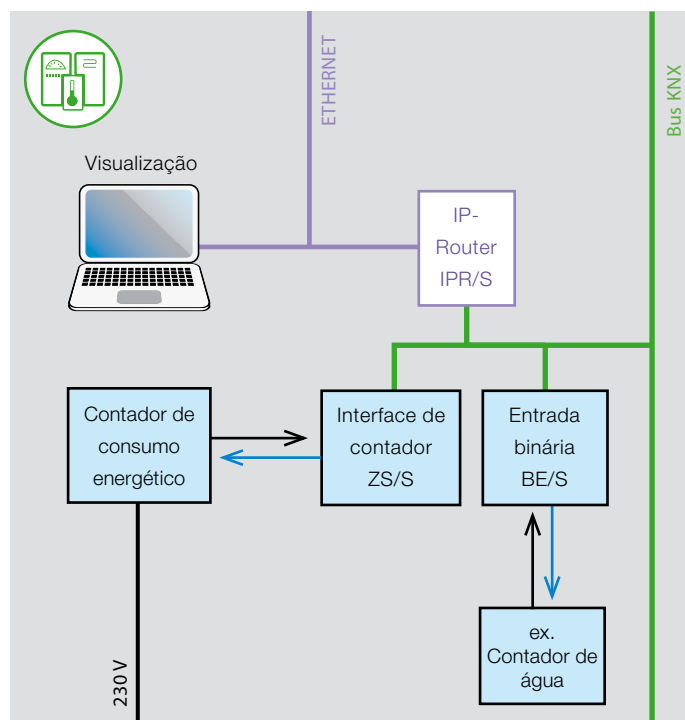 ETHERNET
Bus KNX
Visualização
IP-
Router
IPR/S
Contador de
consumo
energético
Interface de
contador
ZS/S
Entrada
binária
BE/S
ex.
Contador de
água
230 V